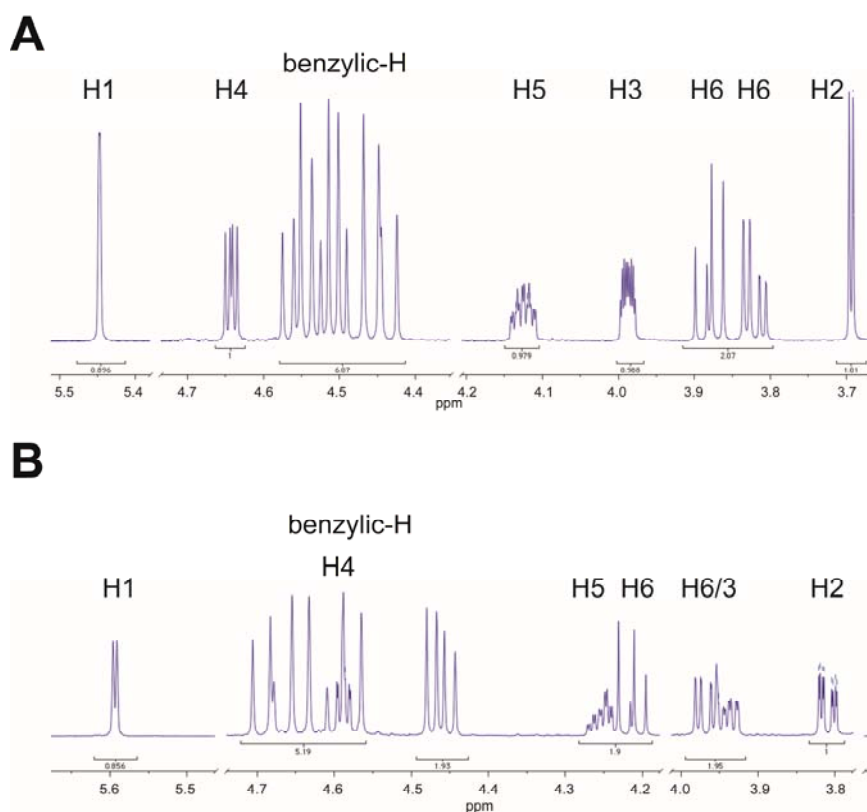 A
benzylic-H
H1 H4 H5 H3 H6 H6 H2
0.896 1 6.07 0.979 0.988 2.07 1.01
5.5 5.4 4.6 4.5 4.4 4.2 4.1 4.0 3.9 3.8 3.7
ppm
B
benzylic-H
H4
H1 H5 H6 H6/3 H2
0.856 5.19 1.93 1.9 1.95 1
5.6 5.5 4.7 4.6 4.5 4.4 4.3 4.2 4.0 3.9 3.8
ppm